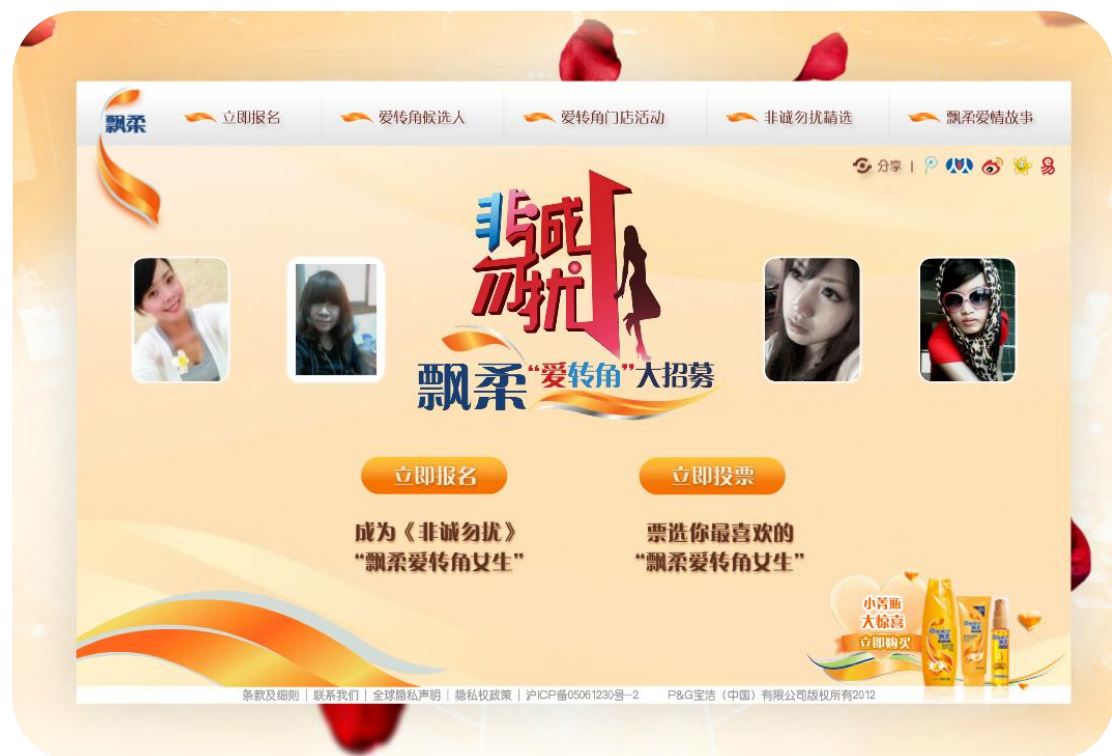 飘柔
立即报名
爱转角候选人
爱转角门店活动
非诚勿扰精选
飘柔爱情故事
分享 |
非诚
勿扰
飘柔“爱转角”大招募
立即报名
立即投票
成为《非诚勿扰》
“飘柔爱转角女生”
票选你最喜欢的
“飘柔爱转角女生”
大惊喜
立即购买
条款及细则 | 联系我们 | 全球隐私声明 | 隐私权政策 | 沪ICP备05061230号-2 P&G宝洁(中国)有限公司版权所有2012